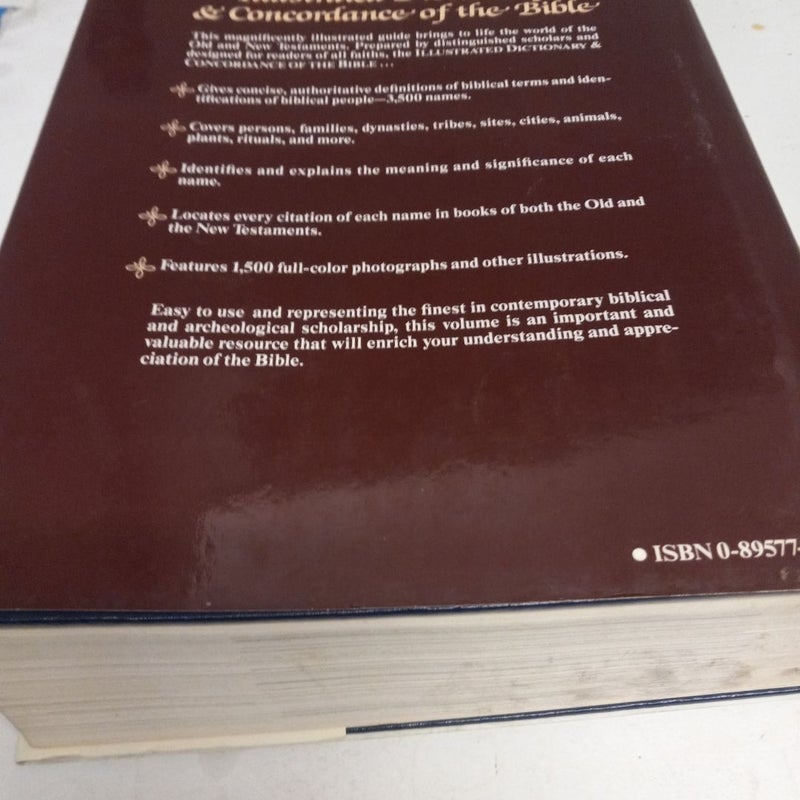 & Concordance of the Bible
This magnificently illustrated guide brings to life the world of the
Old and New Testaments. Prepared by distinguished scholars and
designed for readers of all faiths, the ILLUSTRATED DICTIONARY &
CONCORDANCE OF THE BIBLE...
Gives concise, authoritative definitions of biblical terms and iden-
tifications of biblical people—3,500 names.
Covers persons, families, dynasties, tribes, sites, cities, animals,
plants, rituals, and more.
Identifies and explains the meaning and significance of each
name.
Locates every citation of each name in books of both the Old and
the New Testaments.
Features 1,500 full-color photographs and other illustrations.
Easy to use and representing the finest in contemporary biblical
and archeological scholarship, this volume is an important and
valuable resource that will enrich your understanding and appre-
ciation of the Bible.
● ISBN 0-89577-